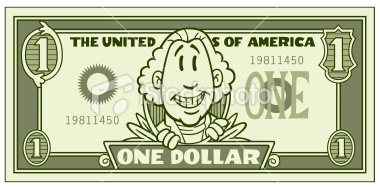 1 THE UNITED S OF AMERICA 1
19811450
ONE
19811450
1 ONE DOLLAR 1